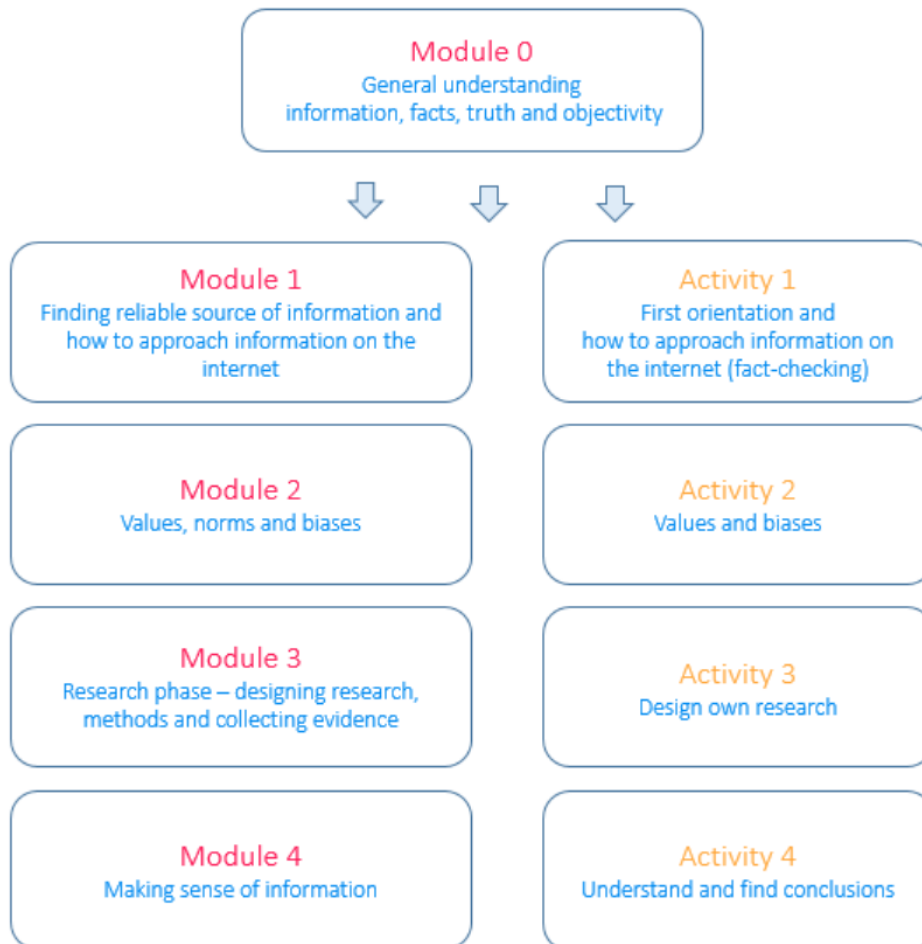 Module 0
General understanding
information, facts, truth and objectivity
Module 1
Finding reliable source of information and
how to approach information on the
internet
Activity 1
First orientation and
how to approach information on
the internet (fact-checking)
Module 2
Values, norms and biases
Activity 2
Values and biases
Module 3
Research phase – designing research,
methods and collecting evidence
Activity 3
Design own research
Module 4
Making sense of information
Activity 4
Understand and find conclusions